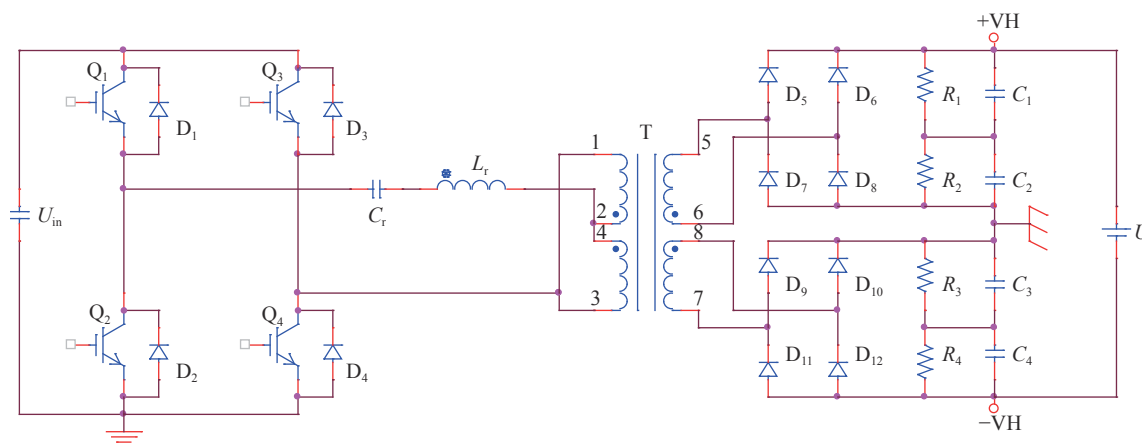 +VH
Q₁
Q₃
D₁
D₃
D₅
D₆
R₁
C₁
1
T
5
Lᵣ
D₇
D₈
R₂
C₂
Uᵢₙ
Cᵣ
2
6
4
8
U
D₉
D₁₀
R₃
C₃
3
7
Q₂
Q₄
D₂
D₄
D₁₁
D₁₂
R₄
C₄
−VH